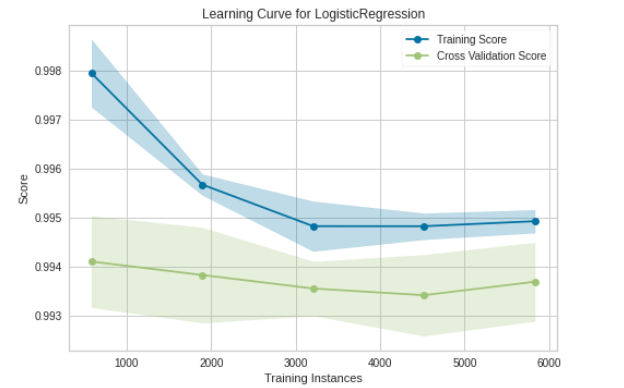 Learning Curve for LogisticRegression
Training Score
Cross Validation Score
0.998
0.997
0.996
0.995
0.994
0.993
Score
1000 2000 3000 4000 5000 6000
Training Instances